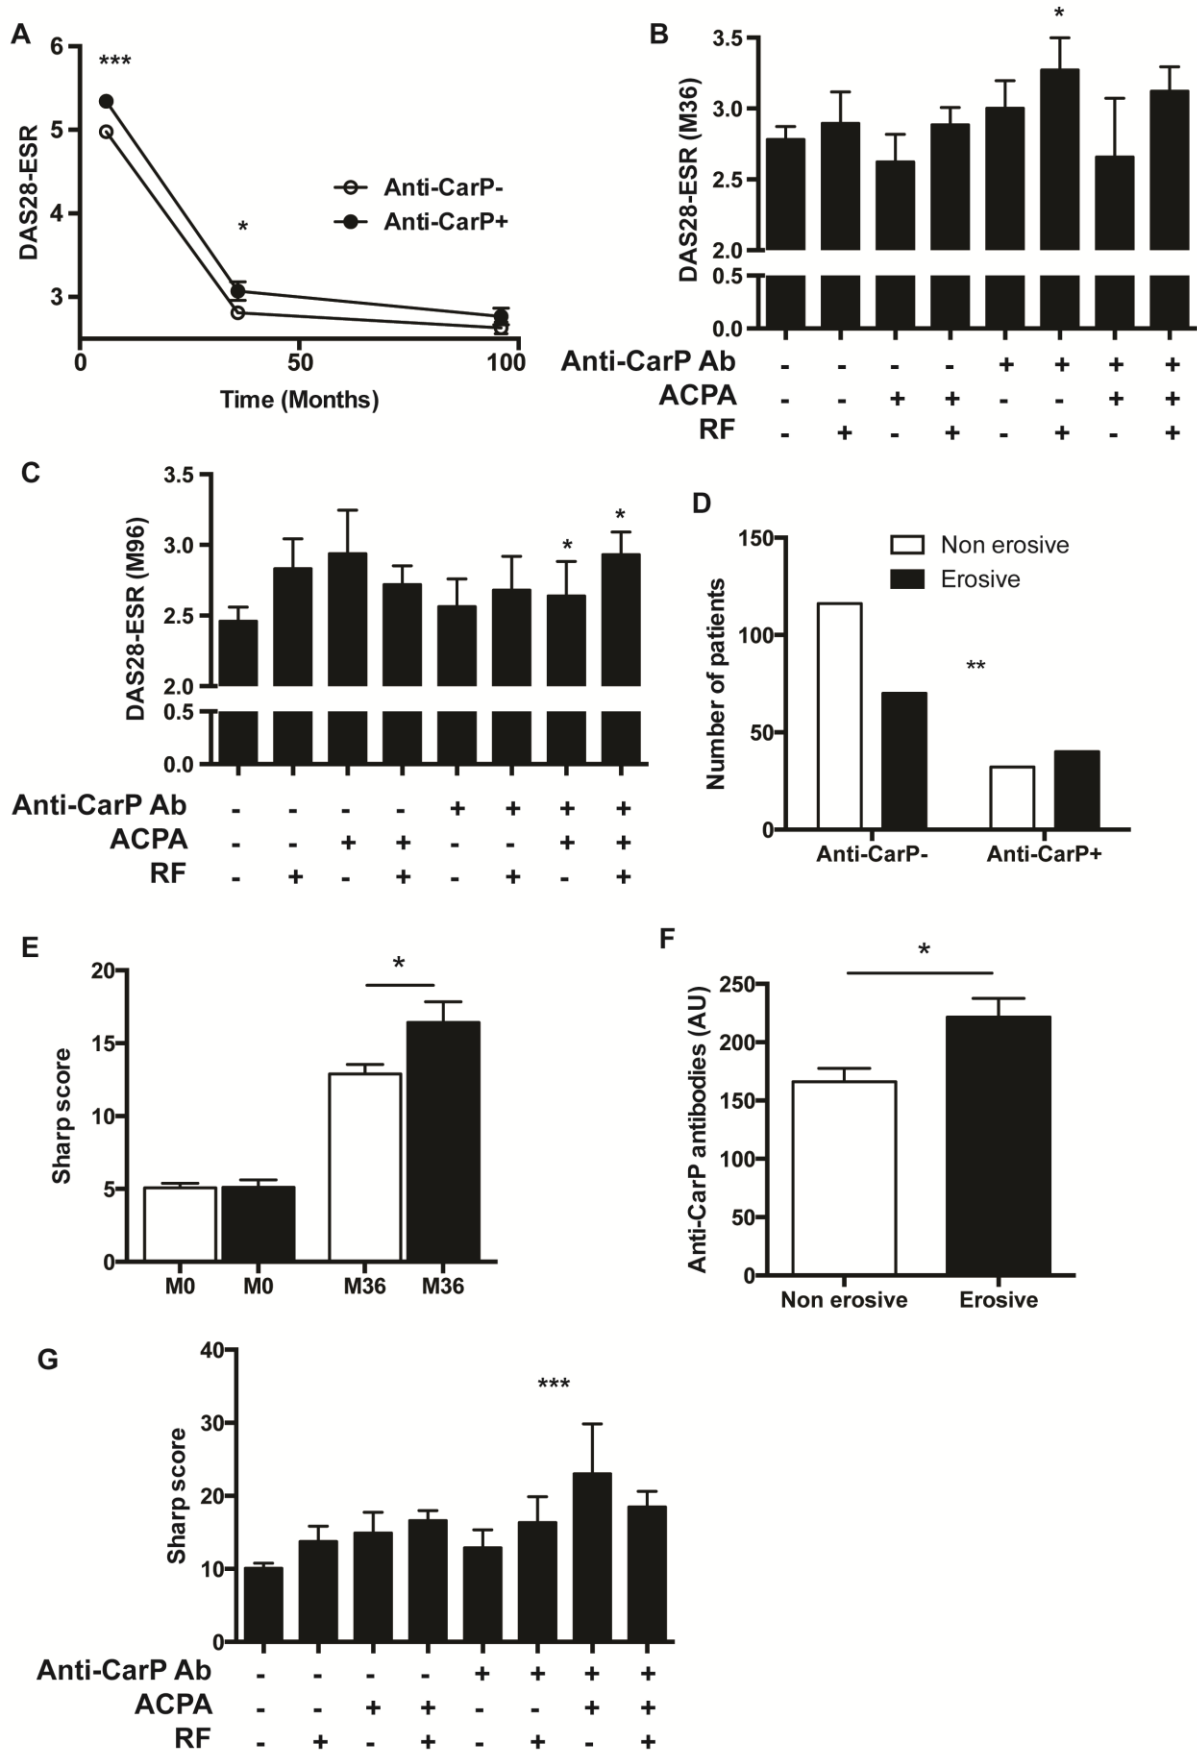 A
6
5
4
3
DAS28-ESR
***
*
Anti-CarP-
Anti-CarP+
0 50 100
Time (Months)
B
*
3.5
3.0
2.5
2.0
0.5
0.0
DAS28-ESR (M36)
Anti-CarP Ab - - - - + + + +
ACPA - - + + - - + +
RF - + - + - + - +
C
3.5
3.0
2.5
2.0
0.5
0.0
DAS28-ESR (M96)
* *
Anti-CarP Ab - - - - + + + +
ACPA - - + + - - + +
RF - + - + - + - +
D
150
100
50
0
Number of patients
Non erosive
Erosive
**
Anti-CarP- Anti-CarP+
E
20
15
10
5
0
Sharp score
*
M0 M0 M36 M36
F
250
200
150
100
50
0
Anti-CarP antibodies (AU)
*
Non erosive Erosive
G
40
30
20
10
0
Sharp score
***
Anti-CarP Ab - - - - + + + +
ACPA - - + + - - + +
RF - + - + - + - +